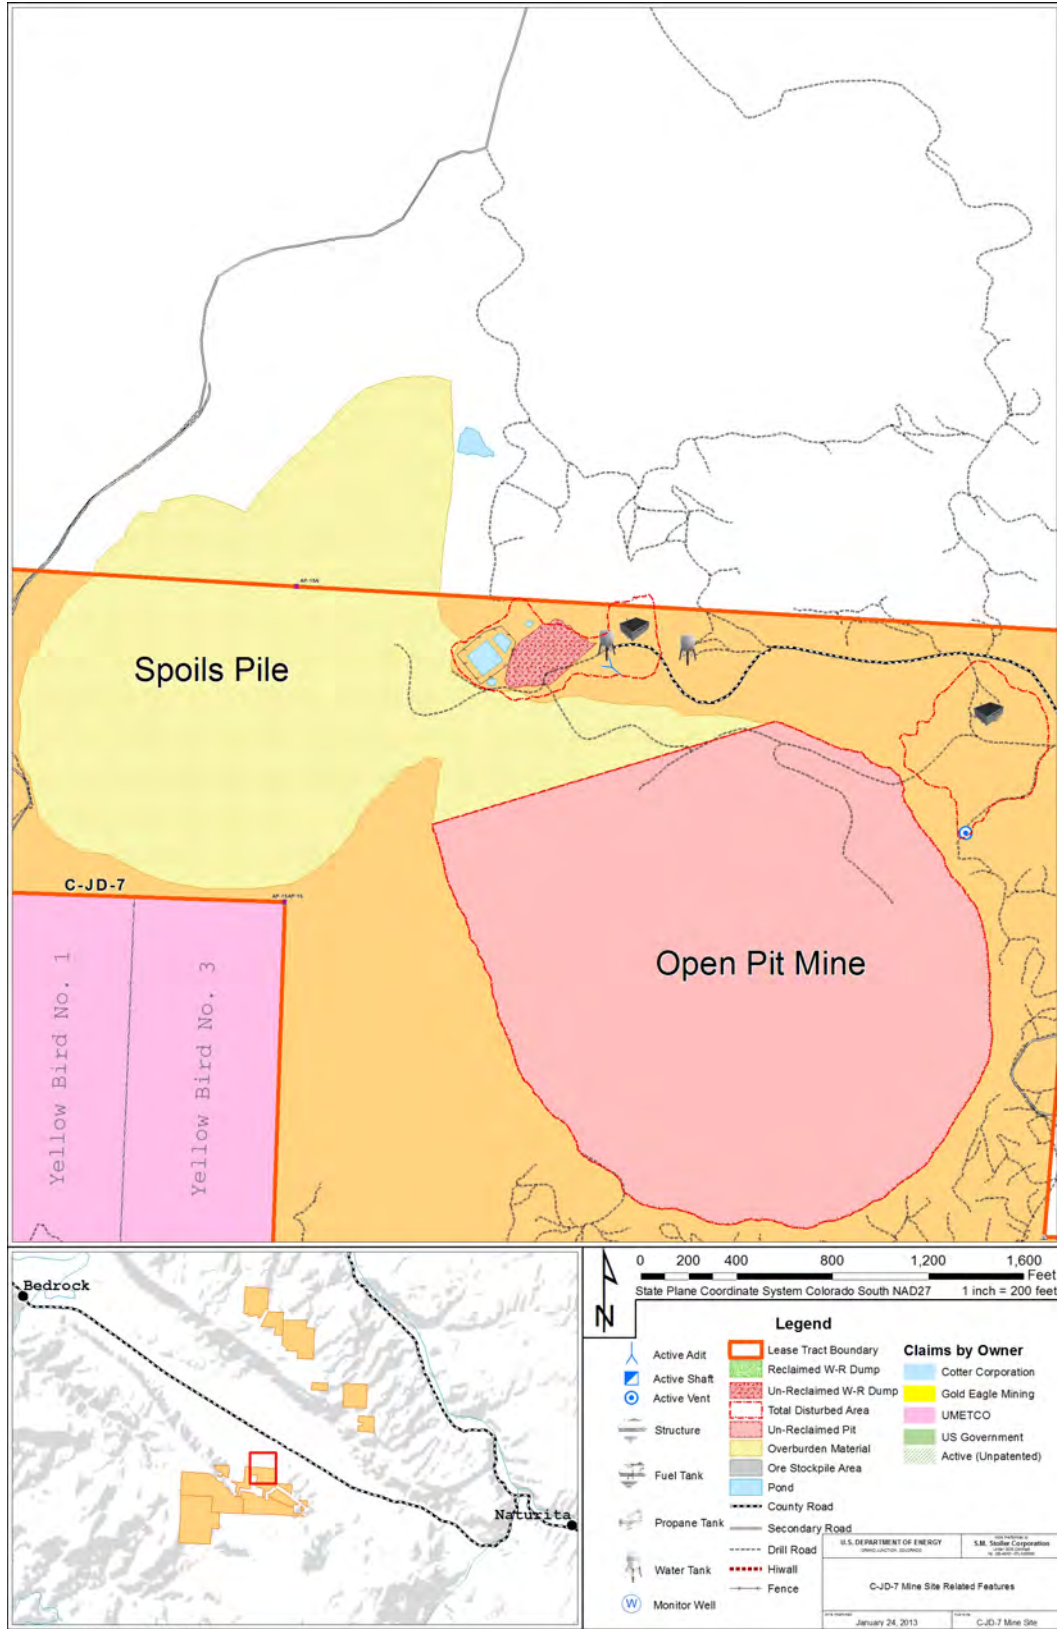 AP-15A
Spoils Pile
C-JD-7
Open Pit Mine
Yellow Bird No. 1
Yellow Bird No. 3
Bedrock
Naturita
0 200 400 800 1,200 1,600
Feet
State Plane Coordinate System Colorado South NAD27 1 inch = 200 feet
N
Legend
Active Adit
Active Shaft
Active Vent
Structure
Fuel Tank
Propane Tank
Water Tank
W Monitor Well
Lease Tract Boundary
Reclaimed W-R Dump
Un-Reclaimed W-R Dump
Total Disturbed Area
Un-Reclaimed Pit
Overburden Material
Ore Stockpile Area
Pond
County Road
Secondary Road
Drill Road
Hiwall
Fence
Claims by Owner
Cotter Corporation
Gold Eagle Mining
UMETCO
US Government
Active (Unpatented)
U.S. DEPARTMENT OF ENERGY
GRAND JUNCTION, COLORADO
S.M. Stoller Corporation
C-JD-7 Mine Site Related Features
January 24, 2013
C-JD-7 Mine Site